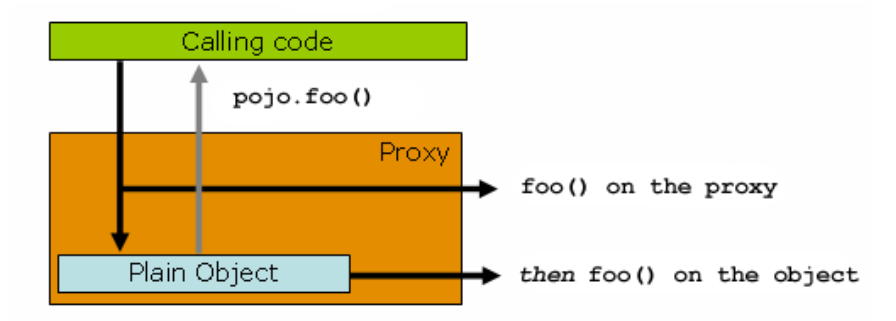 Calling code
pojo.foo()
Proxy
foo() on the proxy
Plain Object
then foo() on the object